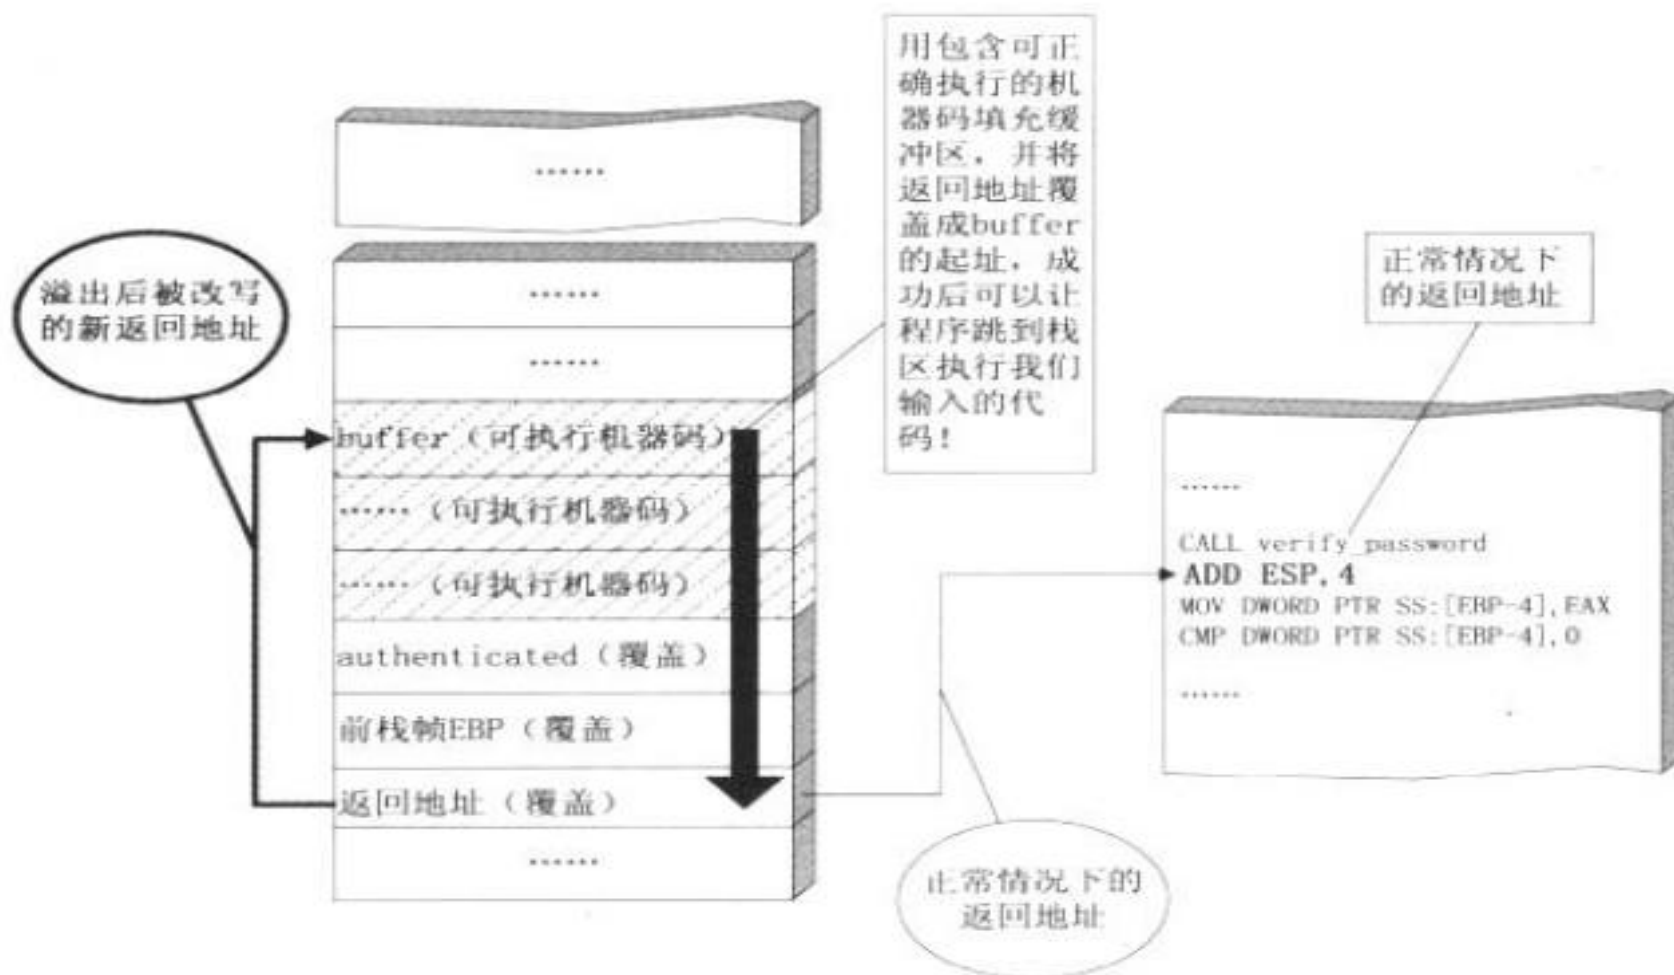 用包含可正
确执行的机
器码填充缓
冲区，并将
返回地址覆
盖成buffer
的起址，成
功后可以让
程序跳到栈
区执行我们
输入的代
码！
......
溢出后被改写
的新返回地址
......
......
buffer（可执行机器码）
......（可执行机器码）
......（可执行机器码）
authenticated（覆盖）
前栈帧EBP（覆盖）
返回地址（覆盖）
......
正常情况下
的返回地址
......
CALL verify_password
ADD ESP,4
MOV DWORD PTR SS:[EBP-4],EAX
CMP DWORD PTR SS:[EBP-4],0
......
正常情况下的
返回地址